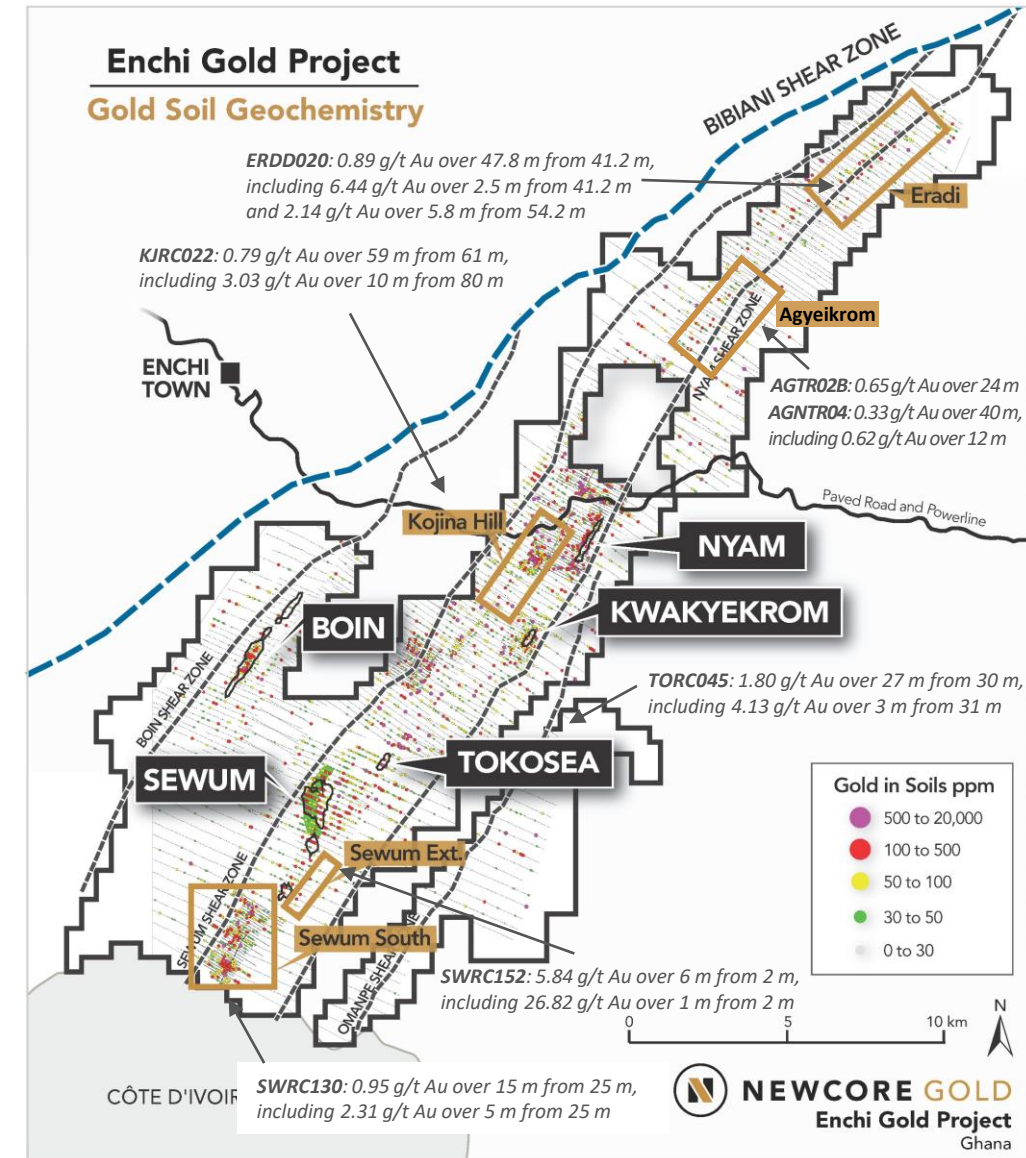 Enchi Gold Project
Gold Soil Geochemistry
BIBIANI SHEAR ZONE
ERDD020: 0.89 g/t Au over 47.8 m from 41.2 m,
including 6.44 g/t Au over 2.5 m from 41.2 m
and 2.14 g/t Au over 5.8 m from 54.2 m
Eradi
KJRC022: 0.79 g/t Au over 59 m from 61 m,
including 3.03 g/t Au over 10 m from 80 m
Agyeikrom
ENCHI
TOWN
AGTR02B: 0.65 g/t Au over 24 m
AGNTR04: 0.33 g/t Au over 40 m,
including 0.62 g/t Au over 12 m
SHEAR ZONE
Paved Road and Powerline
Kojina Hill
NYAM
KWAKYEKROM
BOIN
BOIN SHEAR ZONE
TORC045: 1.80 g/t Au over 27 m from 30 m,
including 4.13 g/t Au over 3 m from 31 m
TOKOSEA
SEWUM
Gold in Soils ppm
500 to 20,000
100 to 500
50 to 100
30 to 50
0 to 30
Sewum Ext.
SEWUM SHEAR ZONE
Sewum South
OMANPE
SWRC152: 5.84 g/t Au over 6 m from 2 m,
including 26.82 g/t Au over 1 m from 2 m
N
0 5 10 km
SWRC130: 0.95 g/t Au over 15 m from 25 m,
including 2.31 g/t Au over 5 m from 25 m
CÔTE D'IVOIR
NEWCORE GOLD
Enchi Gold Project
Ghana